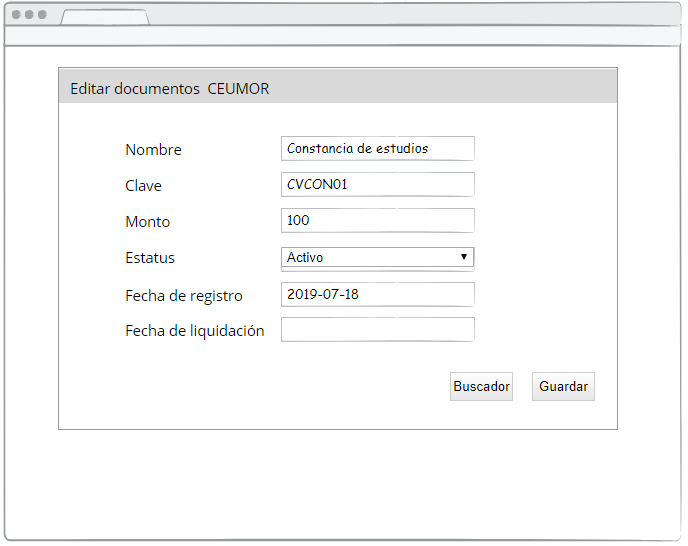 Editar documentos CEUMOR
Nombre Constancia de estudios
Clave CVCON01
Monto 100
Estatus Activo
Fecha de registro 2019-07-18
Fecha de liquidación
Buscador Guardar